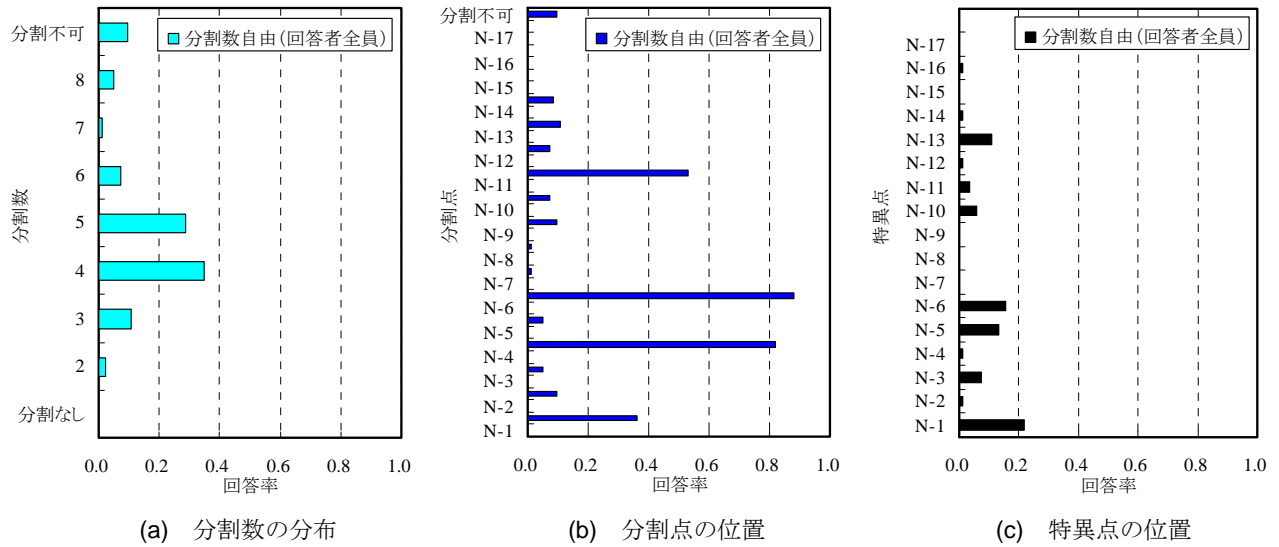 分割数自由(回答者全員)
分割不可
8
7
6
5
4
3
2
分割なし
分割数
0.0 0.2 0.4 0.6 0.8 1.0
回答率
(a) 分割数の分布
分割数自由(回答者全員)
分割不可
N-17
N-16
N-15
N-14
N-13
N-12
N-11
N-10
N-9
N-8
N-7
N-6
N-5
N-4
N-3
N-2
N-1
分割点
0.0 0.2 0.4 0.6 0.8 1.0
回答率
(b) 分割点の位置
分割数自由(回答者全員)
N-17
N-16
N-15
N-14
N-13
N-12
N-11
N-10
N-9
N-8
N-7
N-6
N-5
N-4
N-3
N-2
N-1
特異点
0.0 0.2 0.4 0.6 0.8 1.0
回答率
(c) 特異点の位置